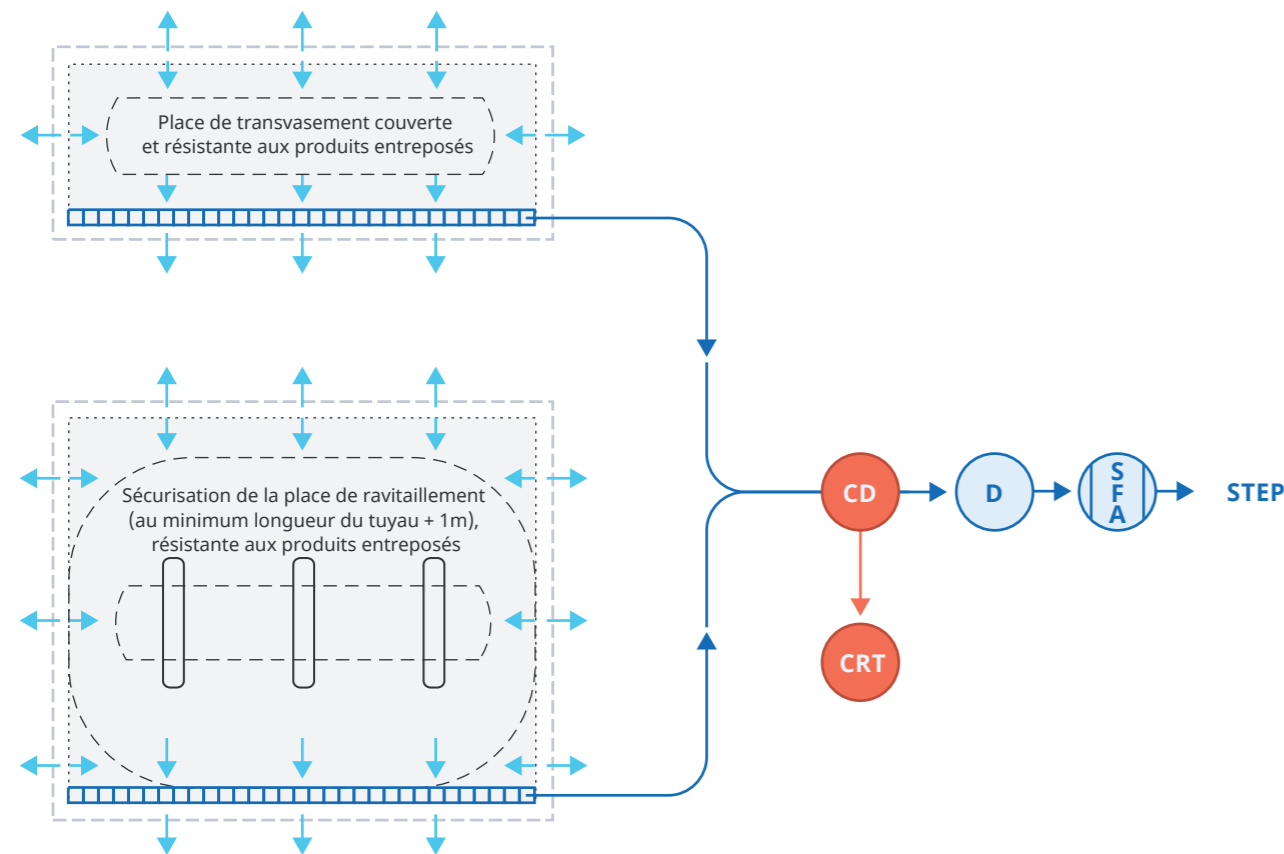 Place de transvasement couverte
et résistante aux produits entreposés
Sécurisation de la place de ravitaillement
(au minimum longueur du tuyau + 1m),
résistante aux produits entreposés
CD
D
S
F
A
STEP
CRT